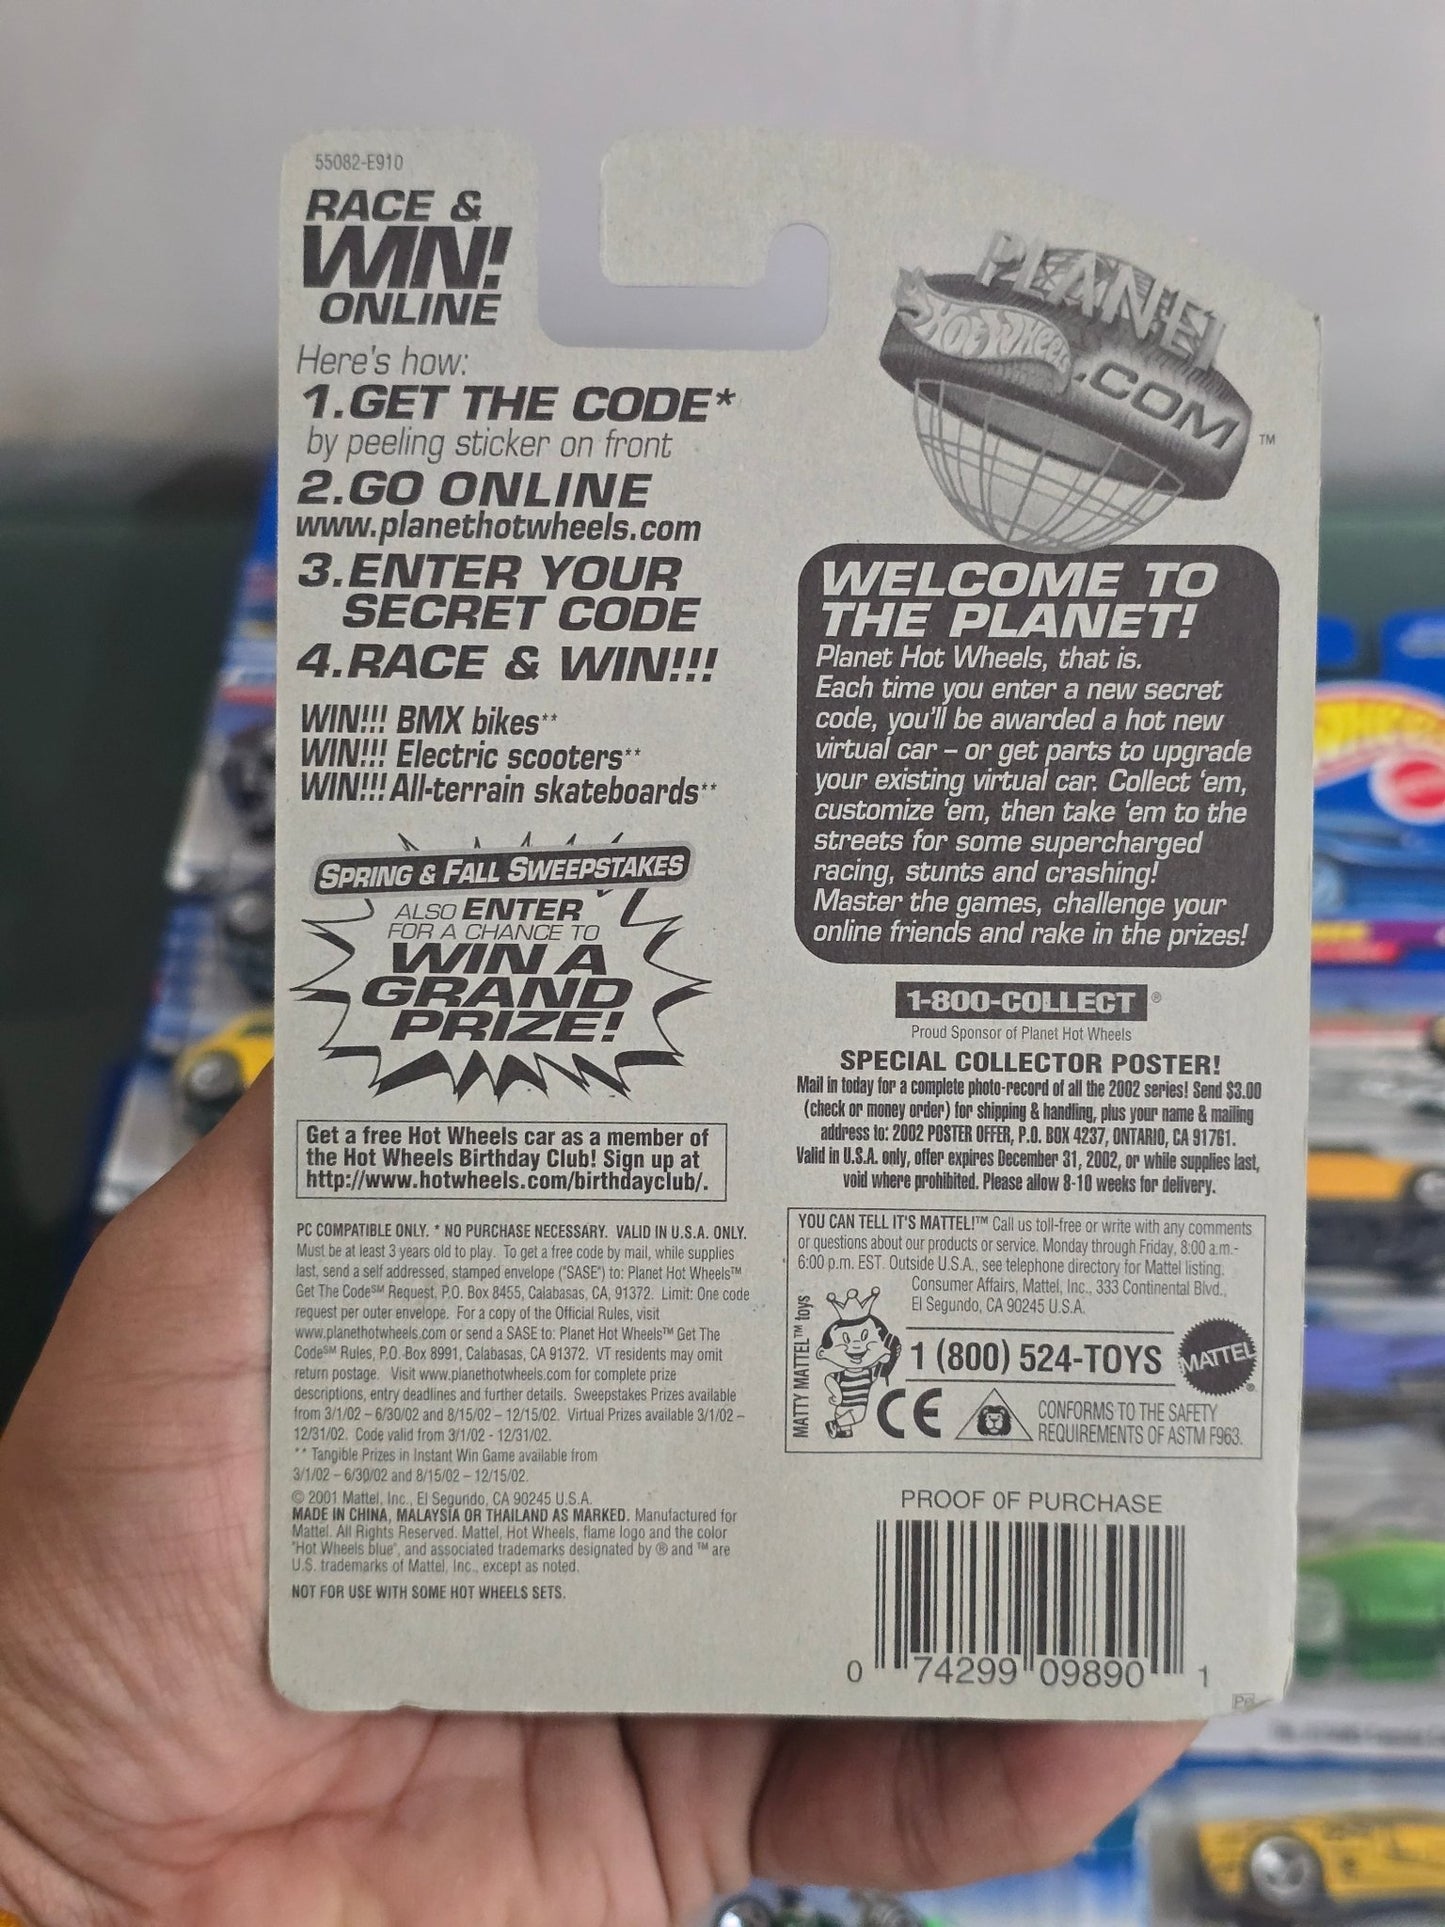 55082-E910
RACE &
WIN!
ONLINE
Here's how:
1.GET THE CODE*
by peeling sticker on front
2.GO ONLINE
www.planethotwheels.com
3.ENTER YOUR
SECRET CODE
4.RACE & WIN!!!
WIN!!! BMX bikes**
WIN!!! Electric scooters**
WIN!!! All-terrain skateboards**
SPRING & FALL SWEEPSTAKES
ALSO ENTER
FOR A CHANCE TO
WIN A
GRAND
PRIZE!
Get a free Hot Wheels car as a member of
the Hot Wheels Birthday Club! Sign up at
http://www.hotwheels.com/birthdayclub/.
PC COMPATIBLE ONLY. * NO PURCHASE NECESSARY. VALID IN U.S.A. ONLY.
Must be at least 3 years old to play. To get a free code by mail, while supplies
last, send a self addressed, stamped envelope ("SASE") to: Planet Hot Wheels™
Get The Code℠ Request, P.O. Box 8455, Calabasas, CA, 91372. Limit: One code
request per outer envelope. For a copy of the Official Rules, visit
www.planethotwheels.com or send a SASE to: Planet Hot Wheels™ Get The
Code℠ Rules, P.O. Box 8991, Calabasas, CA 91372. VT residents may omit
return postage. Visit www.planethotwheels.com for complete prize
descriptions, entry deadlines and further details. Sweepstakes Prizes available
from 3/1/02 – 6/30/02 and 8/15/02 – 12/15/02. Virtual Prizes available 3/1/02 –
12/31/02. Code valid from 3/1/02 - 12/31/02.
** Tangible Prizes in Instant Win Game available from
3/1/02 – 6/30/02 and 8/15/02 – 12/15/02.
© 2001 Mattel, Inc., El Segundo, CA 90245 U.S.A.
MADE IN CHINA, MALAYSIA OR THAILAND AS MARKED. Manufactured for
Mattel. All Rights Reserved. Mattel, Hot Wheels, flame logo and the color
"Hot Wheels blue", and associated trademarks designated by ® and ™ are
U.S. trademarks of Mattel, Inc., except as noted.
NOT FOR USE WITH SOME HOT WHEELS SETS.
PLANET
HOT WHEELS
.COM
™
WELCOME TO
THE PLANET!
Planet Hot Wheels, that is.
Each time you enter a new secret
code, you'll be awarded a hot new
virtual car – or get parts to upgrade
your existing virtual car. Collect 'em,
customize 'em, then take 'em to the
streets for some supercharged
racing, stunts and crashing!
Master the games, challenge your
online friends and rake in the prizes!
1-800-COLLECT ®
Proud Sponsor of Planet Hot Wheels
SPECIAL COLLECTOR POSTER!
Mail in today for a complete photo-record of all the 2002 series! Send $3.00
(check or money order) for shipping & handling, plus your name & mailing
address to: 2002 POSTER OFFER, P.O. BOX 4237, ONTARIO, CA 91761.
Valid in U.S.A. only, offer expires December 31, 2002, or while supplies last,
void where prohibited. Please allow 8-10 weeks for delivery.
YOU CAN TELL IT'S MATTEL!™ Call us toll-free or write with any comments
or questions about our products or service. Monday through Friday, 8:00 a.m.-
6:00 p.m. EST. Outside U.S.A., see telephone directory for Mattel listing.
Consumer Affairs, Mattel, Inc., 333 Continental Blvd.,
El Segundo, CA 90245 U.S.A.
MATTY MATTEL™ toys
1 (800) 524-TOYS
MATTEL ®
CE
CONFORMS TO THE SAFETY
REQUIREMENTS OF ASTM F963.
PROOF OF PURCHASE
0 74299 09890 1